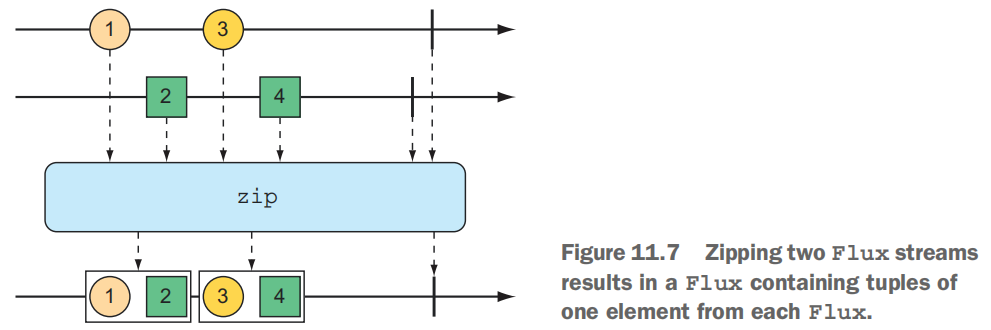 1
3
2
4
zip
1
2
3
4
Figure 11.7 Zipping two Flux streams
results in a Flux containing tuples of
one element from each Flux.